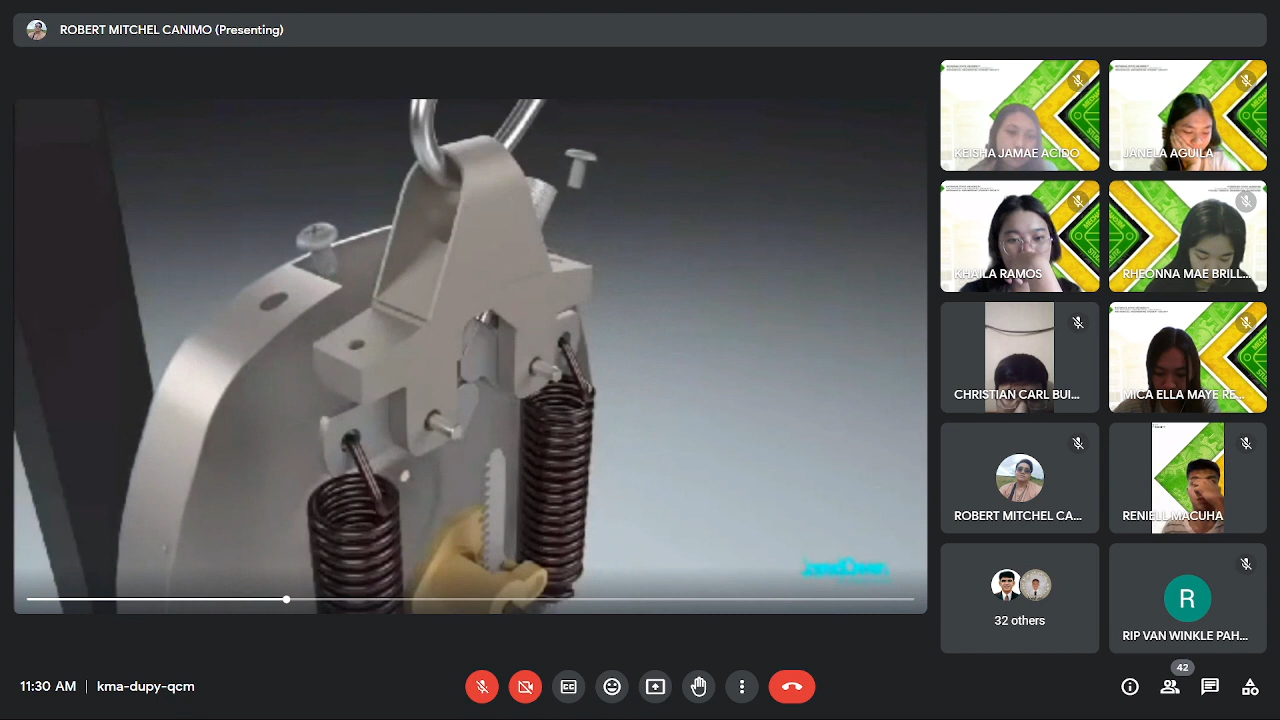 ROBERT MITCHEL CANIMO (Presenting)
KEISHA JAMAE ACIDO
JANELA AGUILA
KHAILA RAMOS
RHEONNA MAE BRILL...
CHRISTIAN CARL BUI...
MICA ELLA MAYE RE...
ROBERT MITCHEL CA...
RENIELL MACUHA
32 others
R
RIP VAN WINKLE PAH...
11:30 AM
kma-dupy-qcm
42